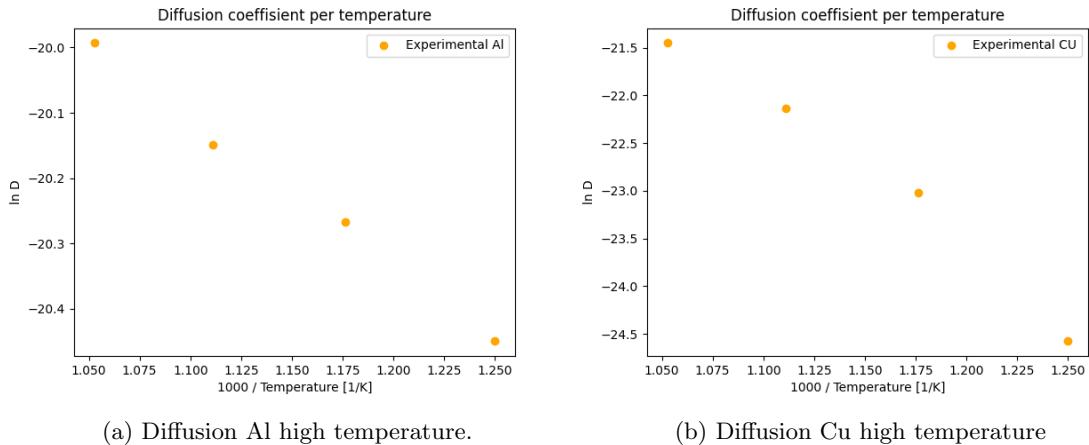 Diffusion coeffisient per temperature
Experimental Al
−20.0
−20.1
−20.2
−20.3
−20.4
ln D
1.050 1.075 1.100 1.125 1.150 1.175 1.200 1.225 1.250
1000 / Temperature [1/K]
(a) Diffusion Al high temperature.
Diffusion coeffisient per temperature
Experimental CU
−21.5
−22.0
−22.5
−23.0
−23.5
−24.0
−24.5
ln D
1.050 1.075 1.100 1.125 1.150 1.175 1.200 1.225 1.250
1000 / Temperature [1/K]
(b) Diffusion Cu high temperature